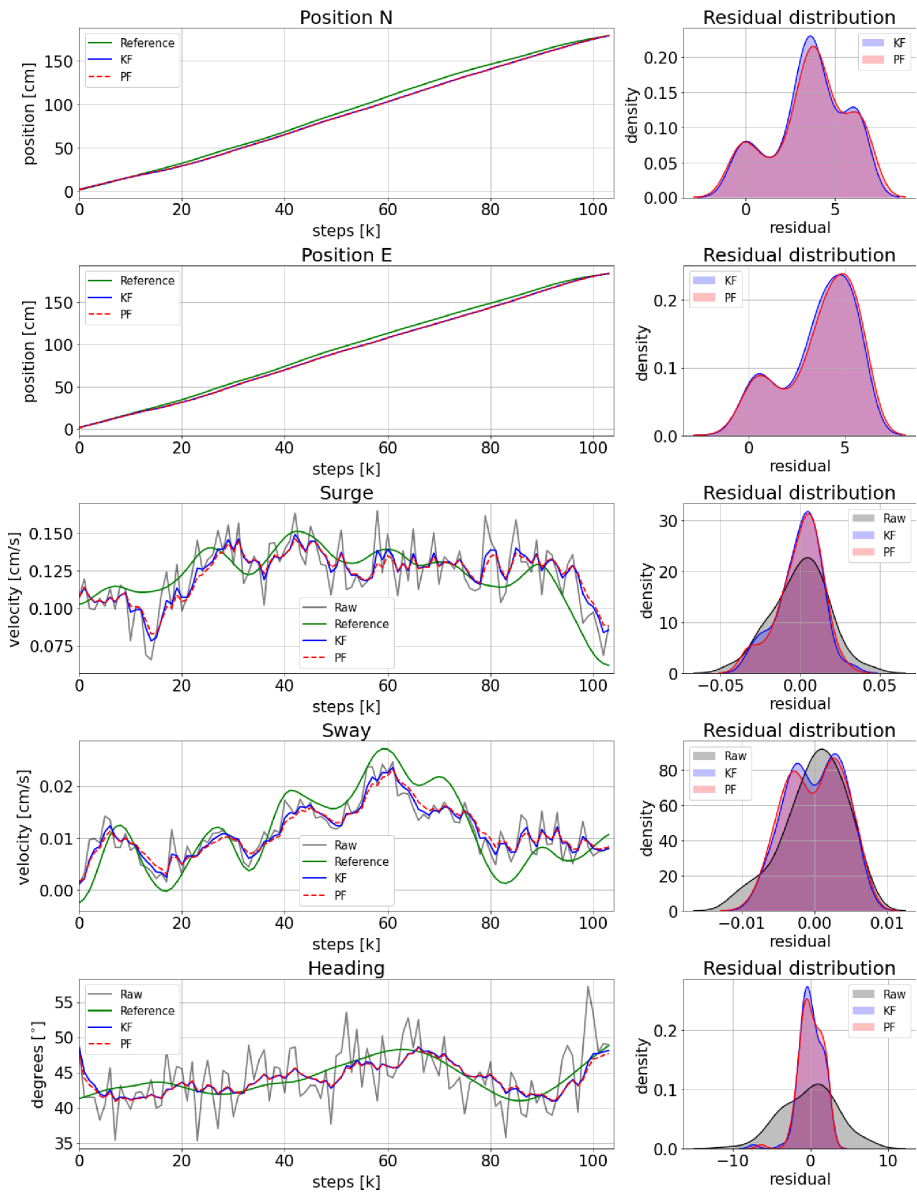 Position N
Residual distribution
Reference
KF
PF
position [cm]
150
100
50
0
0
20
40
60
80
100
steps [k]
KF
PF
density
0.20
0.15
0.10
0.05
0.00
0
5
residual
Position E
Reference
KF
PF
position [cm]
150
100
50
0
0
20
40
60
80
100
steps [k]
KF
PF
density
0.2
0.1
0.0
0
5
residual
Surge
Residual distribution
velocity [cm/s]
0.150
0.125
0.100
0.075
Raw
Reference
KF
PF
0
20
40
60
80
100
steps [k]
Raw
KF
PF
density
30
20
10
0
−0.05
0.00
0.05
residual
Sway
Residual distribution
velocity [cm/s]
0.02
0.01
0.00
Raw
Reference
KF
PF
0
20
40
60
80
100
steps [k]
Raw
KF
PF
density
80
60
40
20
0
−0.01
0.00
0.01
residual
Heading
Residual distribution
Raw
Reference
KF
PF
degrees [°]
55
50
45
40
35
0
20
40
60
80
100
steps [k]
Raw
KF
PF
density
0.2
0.1
0.0
−10
0
10
residual